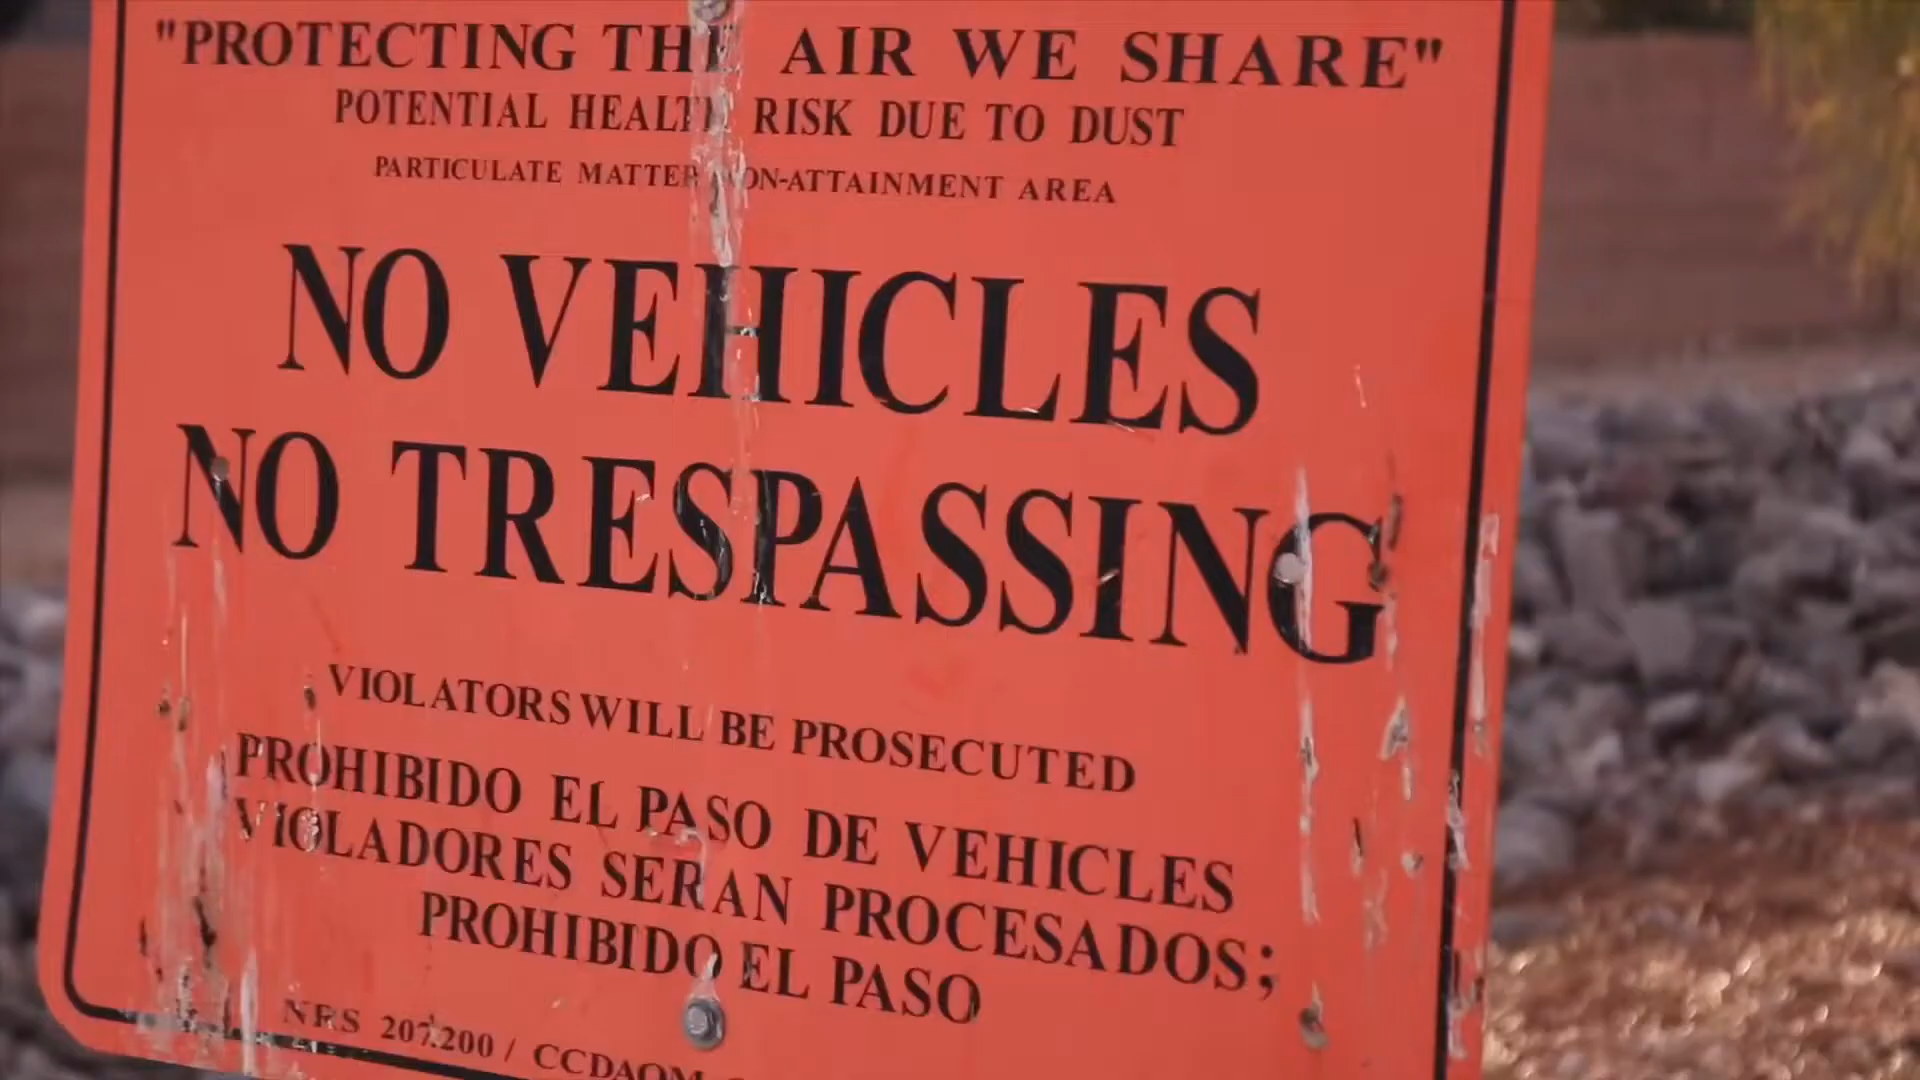 "PROTECTING THE AIR WE SHARE"
POTENTIAL HEALTH RISK DUE TO DUST
PARTICULATE MATTER NON-ATTAINMENT AREA
NO VEHICLES
NO TRESPASSING
VIOLATORS WILL BE PROSECUTED
PROHIBIDO EL PASO DE VEHICLES
VIOLADORES SERAN PROCESADOS;
PROHIBIDO EL PASO
NRS 207.200 / CCDAQM